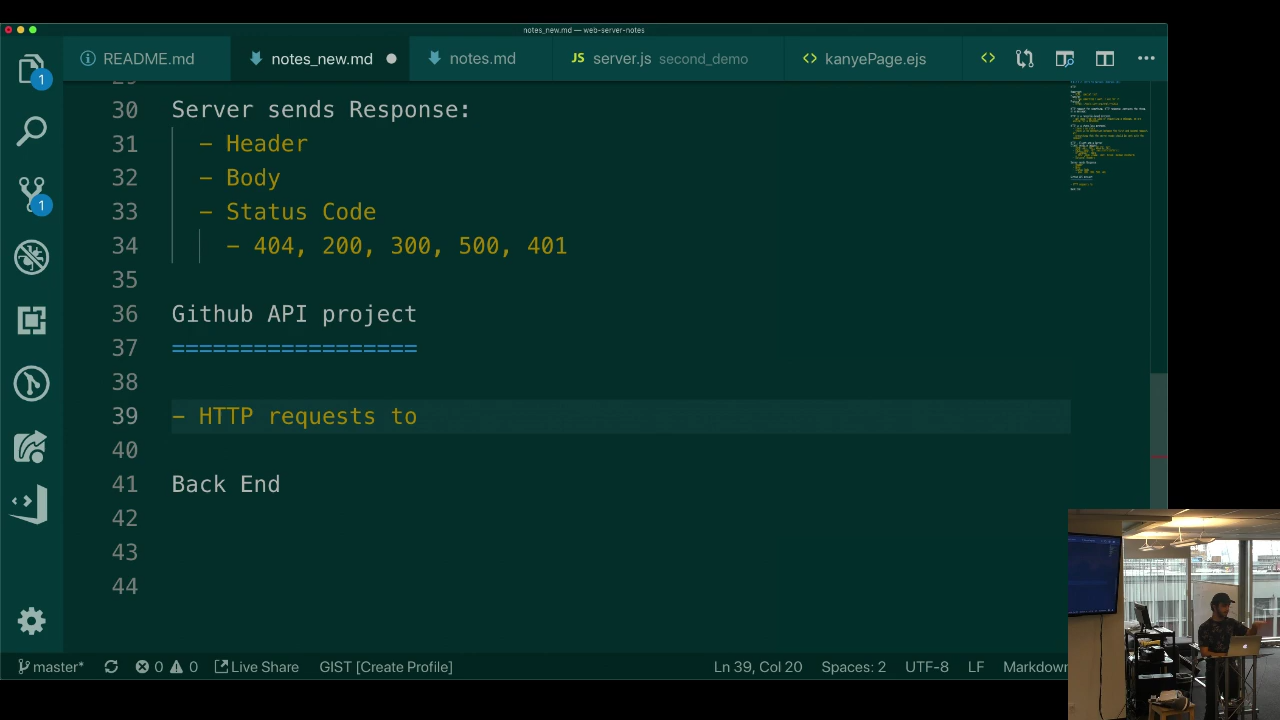 notes_new.md — web-server-notes
README.md
notes_new.md
notes.md
JS server.js second_demo
<> kanyePage.ejs
1
1
30 Server sends Response:
31 - Header
32 - Body
33 - Status Code
34 - 404, 200, 300, 500, 401
35
36 Github API project
37 ==================
38
39 - HTTP requests to
40
41 Back End
42
43
44
master*
0 0
Live Share
GIST [Create Profile]
Ln 39, Col 20
Spaces: 2
UTF-8
LF
Markdown